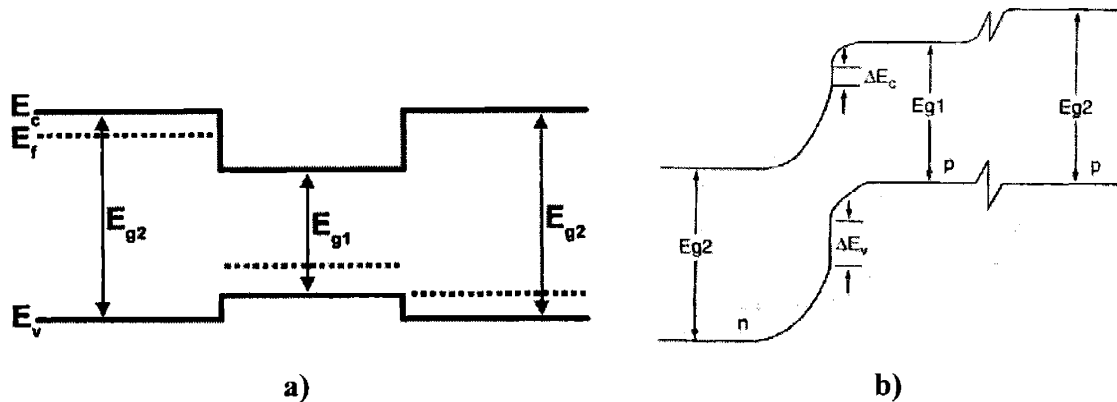 E_c
E_f
E_g2
E_g1
E_g2
E_v
a)
ΔE_c
Eg1
Eg2
p
p
Eg2
ΔE_v
n
b)